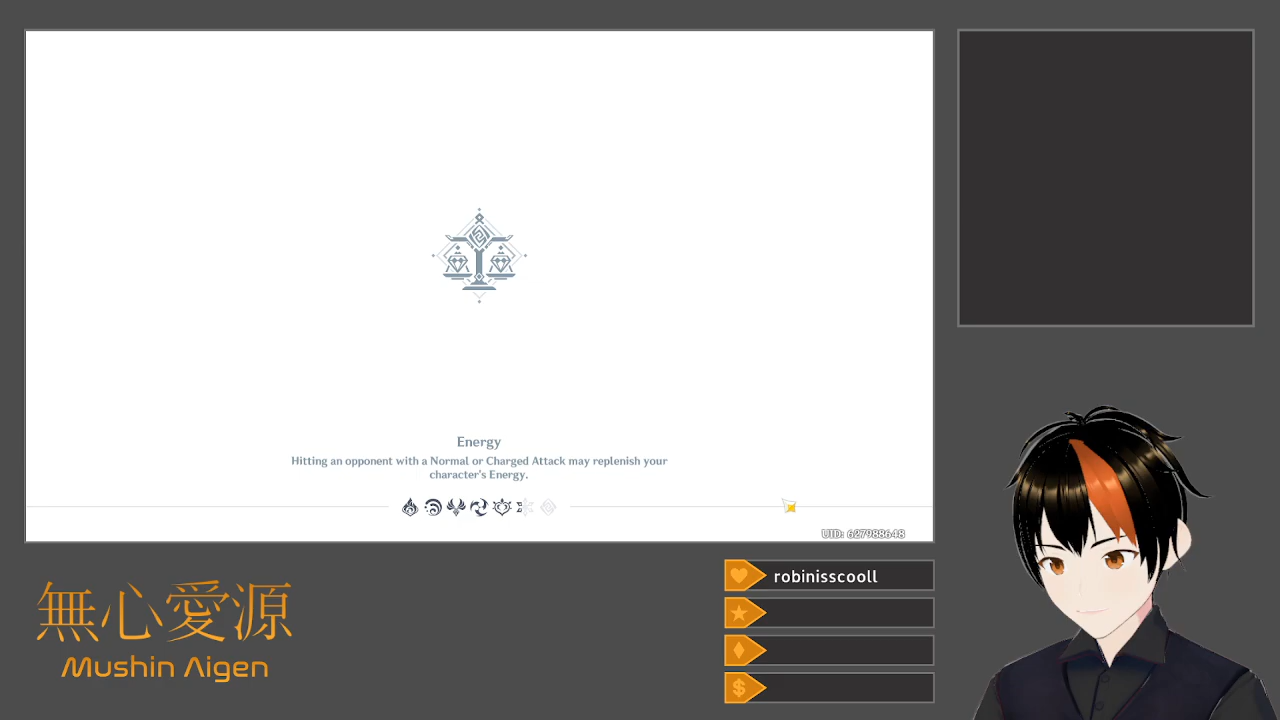 Energy
Hitting an opponent with a Normal or Charged Attack may replenish your
character's Energy.
UID: 627988648
無心愛源
Mushin Aigen
robinisscooll
$